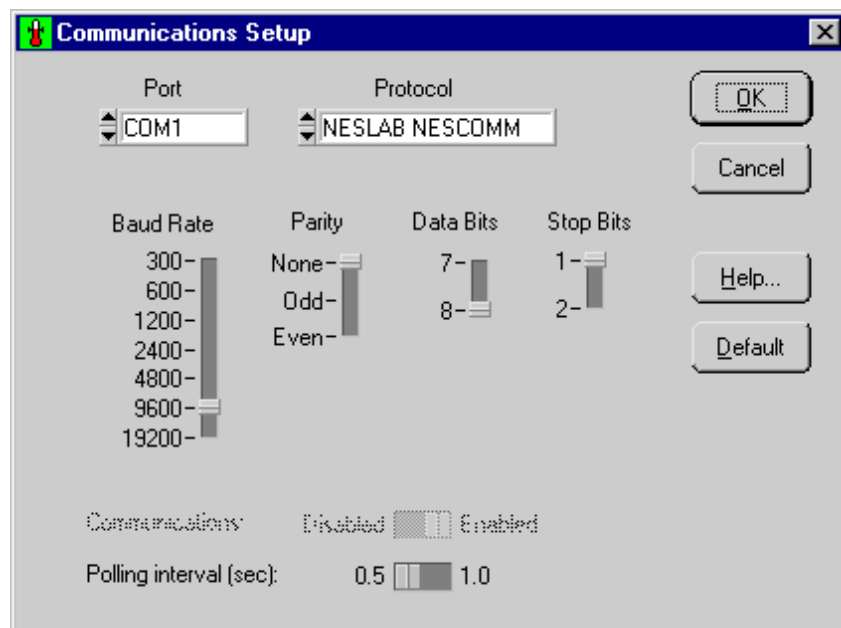 Communications Setup
Port
Protocol
OK
COM1
NESLAB NESCOMM
Cancel
Baud Rate
Parity
Data Bits
Stop Bits
300
600
1200
2400
4800
9600
19200
None
Odd
Even
7
8
1
2
Help...
Default
Communications:
Disabled
Enabled
Polling interval (sec):
0.5
1.0